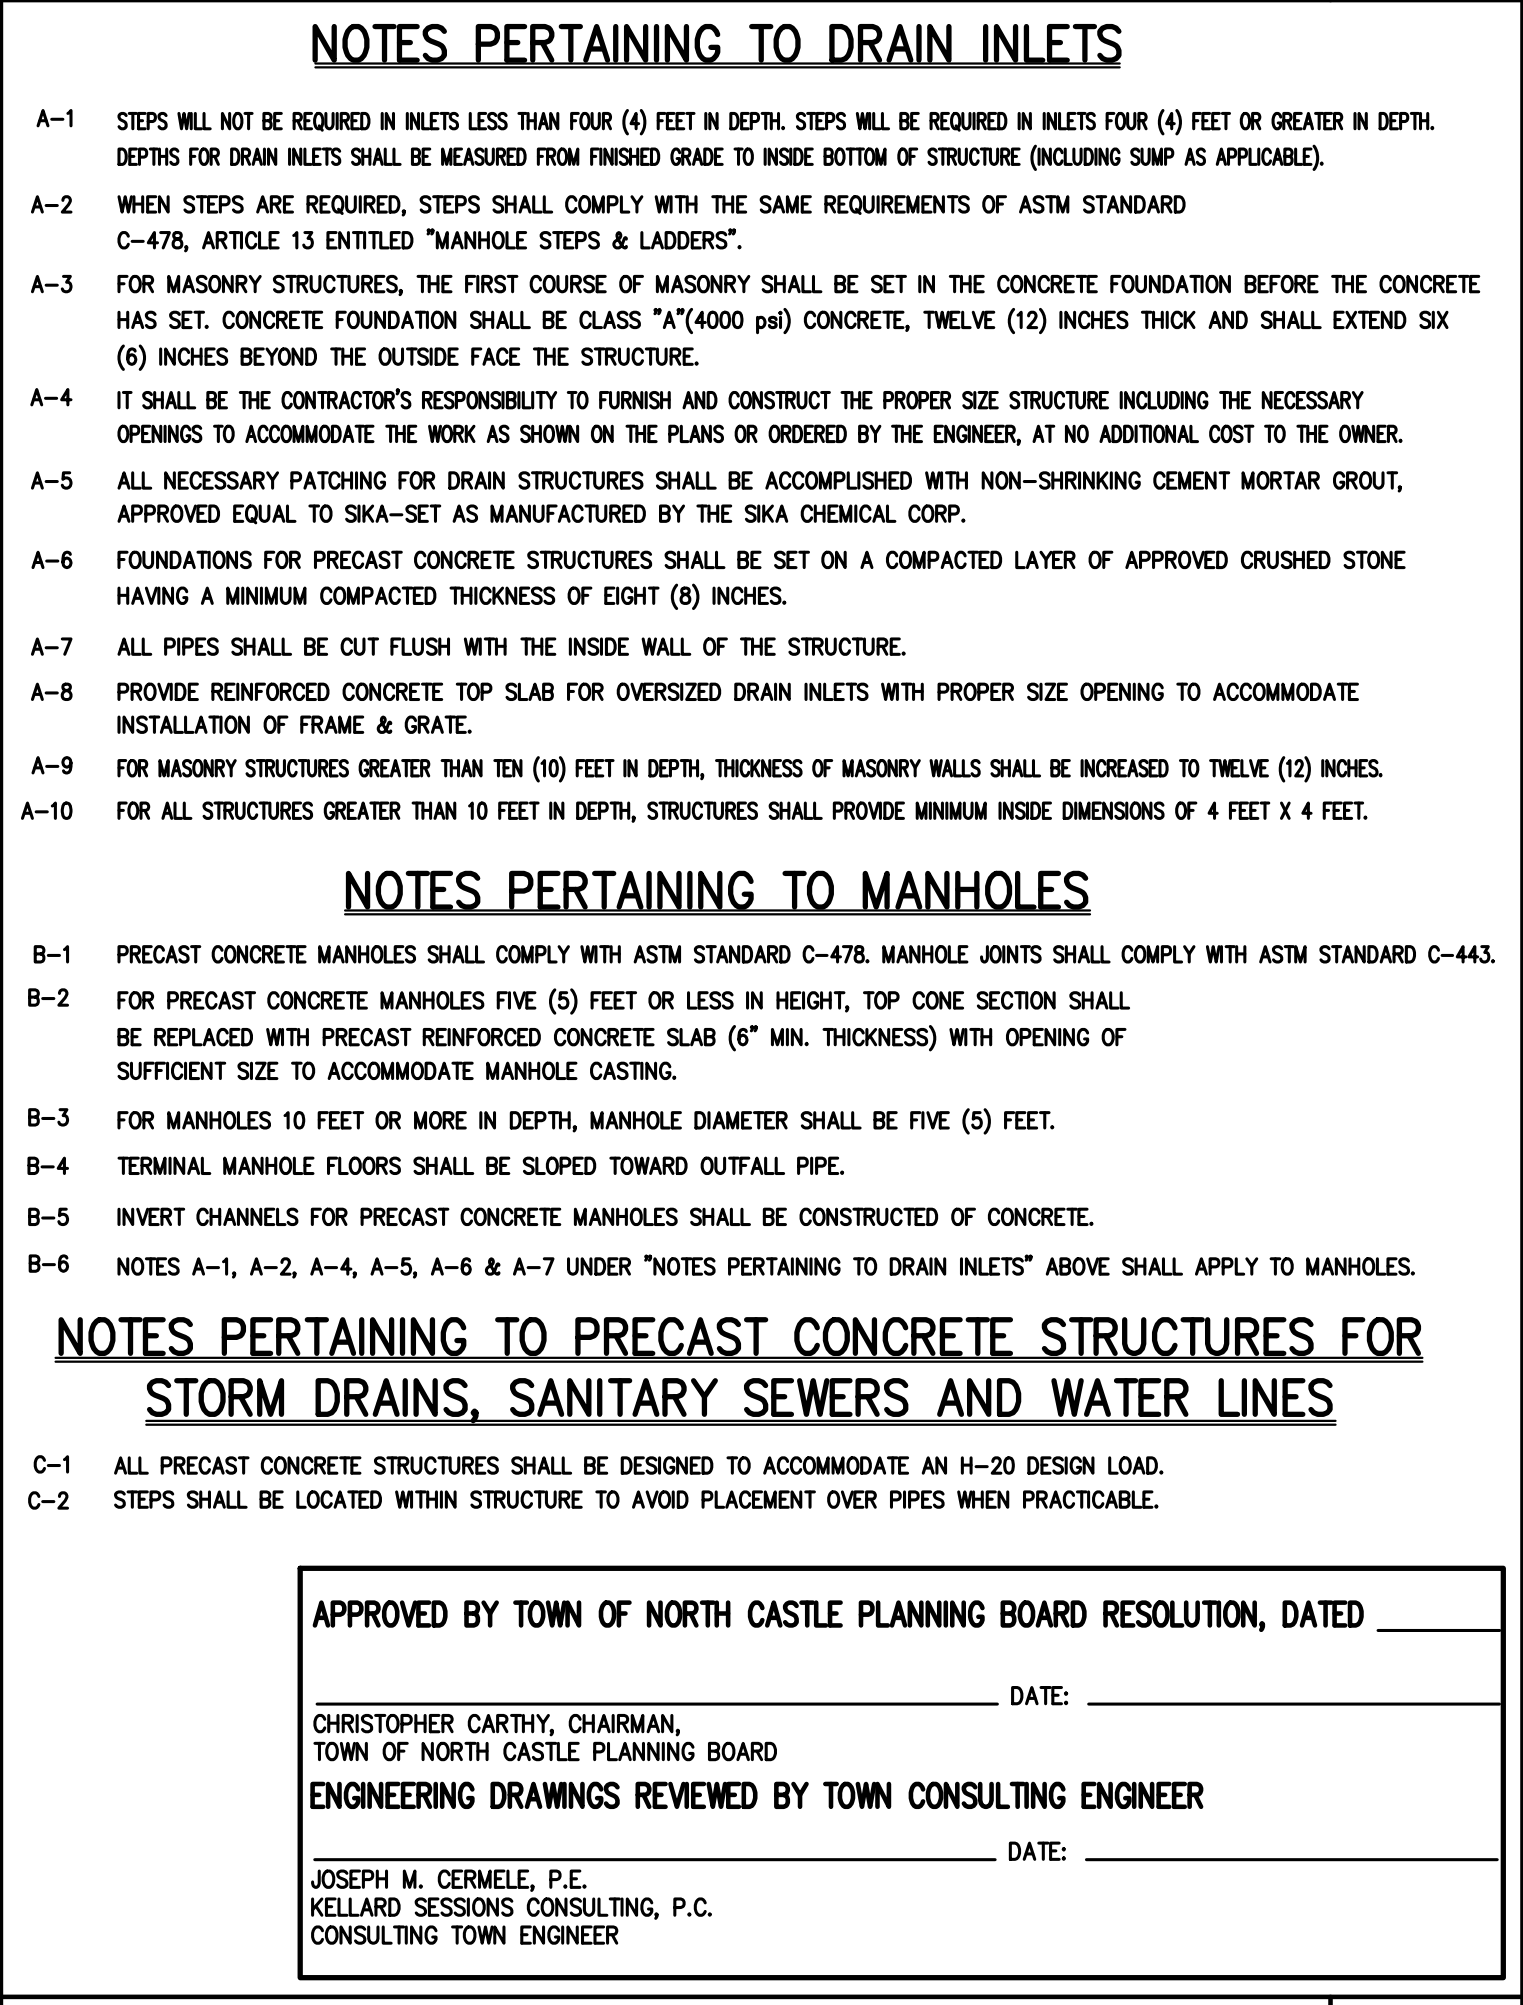 NOTES PERTAINING TO DRAIN INLETS
A-1 STEPS WILL NOT BE REQUIRED IN INLETS LESS THAN FOUR (4) FEET IN DEPTH. STEPS WILL BE REQUIRED IN INLETS FOUR (4) FEET OR GREATER IN DEPTH.
DEPTHS FOR DRAIN INLETS SHALL BE MEASURED FROM FINISHED GRADE TO INSIDE BOTTOM OF STRUCTURE (INCLUDING SUMP AS APPLICABLE).
A-2 WHEN STEPS ARE REQUIRED, STEPS SHALL COMPLY WITH THE SAME REQUIREMENTS OF ASTM STANDARD
C-478, ARTICLE 13 ENTITLED "MANHOLE STEPS & LADDERS".
A-3 FOR MASONRY STRUCTURES, THE FIRST COURSE OF MASONRY SHALL BE SET IN THE CONCRETE FOUNDATION BEFORE THE CONCRETE
HAS SET. CONCRETE FOUNDATION SHALL BE CLASS "A"(4000 psi) CONCRETE, TWELVE (12) INCHES THICK AND SHALL EXTEND SIX
(6) INCHES BEYOND THE OUTSIDE FACE THE STRUCTURE.
A-4 IT SHALL BE THE CONTRACTOR'S RESPONSIBILITY TO FURNISH AND CONSTRUCT THE PROPER SIZE STRUCTURE INCLUDING THE NECESSARY
OPENINGS TO ACCOMMODATE THE WORK AS SHOWN ON THE PLANS OR ORDERED BY THE ENGINEER, AT NO ADDITIONAL COST TO THE OWNER.
A-5 ALL NECESSARY PATCHING FOR DRAIN STRUCTURES SHALL BE ACCOMPLISHED WITH NON-SHRINKING CEMENT MORTAR GROUT,
APPROVED EQUAL TO SIKA-SET AS MANUFACTURED BY THE SIKA CHEMICAL CORP.
A-6 FOUNDATIONS FOR PRECAST CONCRETE STRUCTURES SHALL BE SET ON A COMPACTED LAYER OF APPROVED CRUSHED STONE
HAVING A MINIMUM COMPACTED THICKNESS OF EIGHT (8) INCHES.
A-7 ALL PIPES SHALL BE CUT FLUSH WITH THE INSIDE WALL OF THE STRUCTURE.
A-8 PROVIDE REINFORCED CONCRETE TOP SLAB FOR OVERSIZED DRAIN INLETS WITH PROPER SIZE OPENING TO ACCOMMODATE
INSTALLATION OF FRAME & GRATE.
A-9 FOR MASONRY STRUCTURES GREATER THAN TEN (10) FEET IN DEPTH, THICKNESS OF MASONRY WALLS SHALL BE INCREASED TO TWELVE (12) INCHES.
A-10 FOR ALL STRUCTURES GREATER THAN 10 FEET IN DEPTH, STRUCTURES SHALL PROVIDE MINIMUM INSIDE DIMENSIONS OF 4 FEET X 4 FEET.
NOTES PERTAINING TO MANHOLES
B-1 PRECAST CONCRETE MANHOLES SHALL COMPLY WITH ASTM STANDARD C-478. MANHOLE JOINTS SHALL COMPLY WITH ASTM STANDARD C-443.
B-2 FOR PRECAST CONCRETE MANHOLES FIVE (5) FEET OR LESS IN HEIGHT, TOP CONE SECTION SHALL
BE REPLACED WITH PRECAST REINFORCED CONCRETE SLAB (6" MIN. THICKNESS) WITH OPENING OF
SUFFICIENT SIZE TO ACCOMMODATE MANHOLE CASTING.
B-3 FOR MANHOLES 10 FEET OR MORE IN DEPTH, MANHOLE DIAMETER SHALL BE FIVE (5) FEET.
B-4 TERMINAL MANHOLE FLOORS SHALL BE SLOPED TOWARD OUTFALL PIPE.
B-5 INVERT CHANNELS FOR PRECAST CONCRETE MANHOLES SHALL BE CONSTRUCTED OF CONCRETE.
B-6 NOTES A-1, A-2, A-4, A-5, A-6 & A-7 UNDER "NOTES PERTAINING TO DRAIN INLETS" ABOVE SHALL APPLY TO MANHOLES.
NOTES PERTAINING TO PRECAST CONCRETE STRUCTURES FOR
STORM DRAINS, SANITARY SEWERS AND WATER LINES
C-1 ALL PRECAST CONCRETE STRUCTURES SHALL BE DESIGNED TO ACCOMMODATE AN H-20 DESIGN LOAD.
C-2 STEPS SHALL BE LOCATED WITHIN STRUCTURE TO AVOID PLACEMENT OVER PIPES WHEN PRACTICABLE.
APPROVED BY TOWN OF NORTH CASTLE PLANNING BOARD RESOLUTION, DATED
DATE:
CHRISTOPHER CARTHY, CHAIRMAN,
TOWN OF NORTH CASTLE PLANNING BOARD
ENGINEERING DRAWINGS REVIEWED BY TOWN CONSULTING ENGINEER
DATE:
JOSEPH M. CERMELE, P.E.
KELLARD SESSIONS CONSULTING, P.C.
CONSULTING TOWN ENGINEER